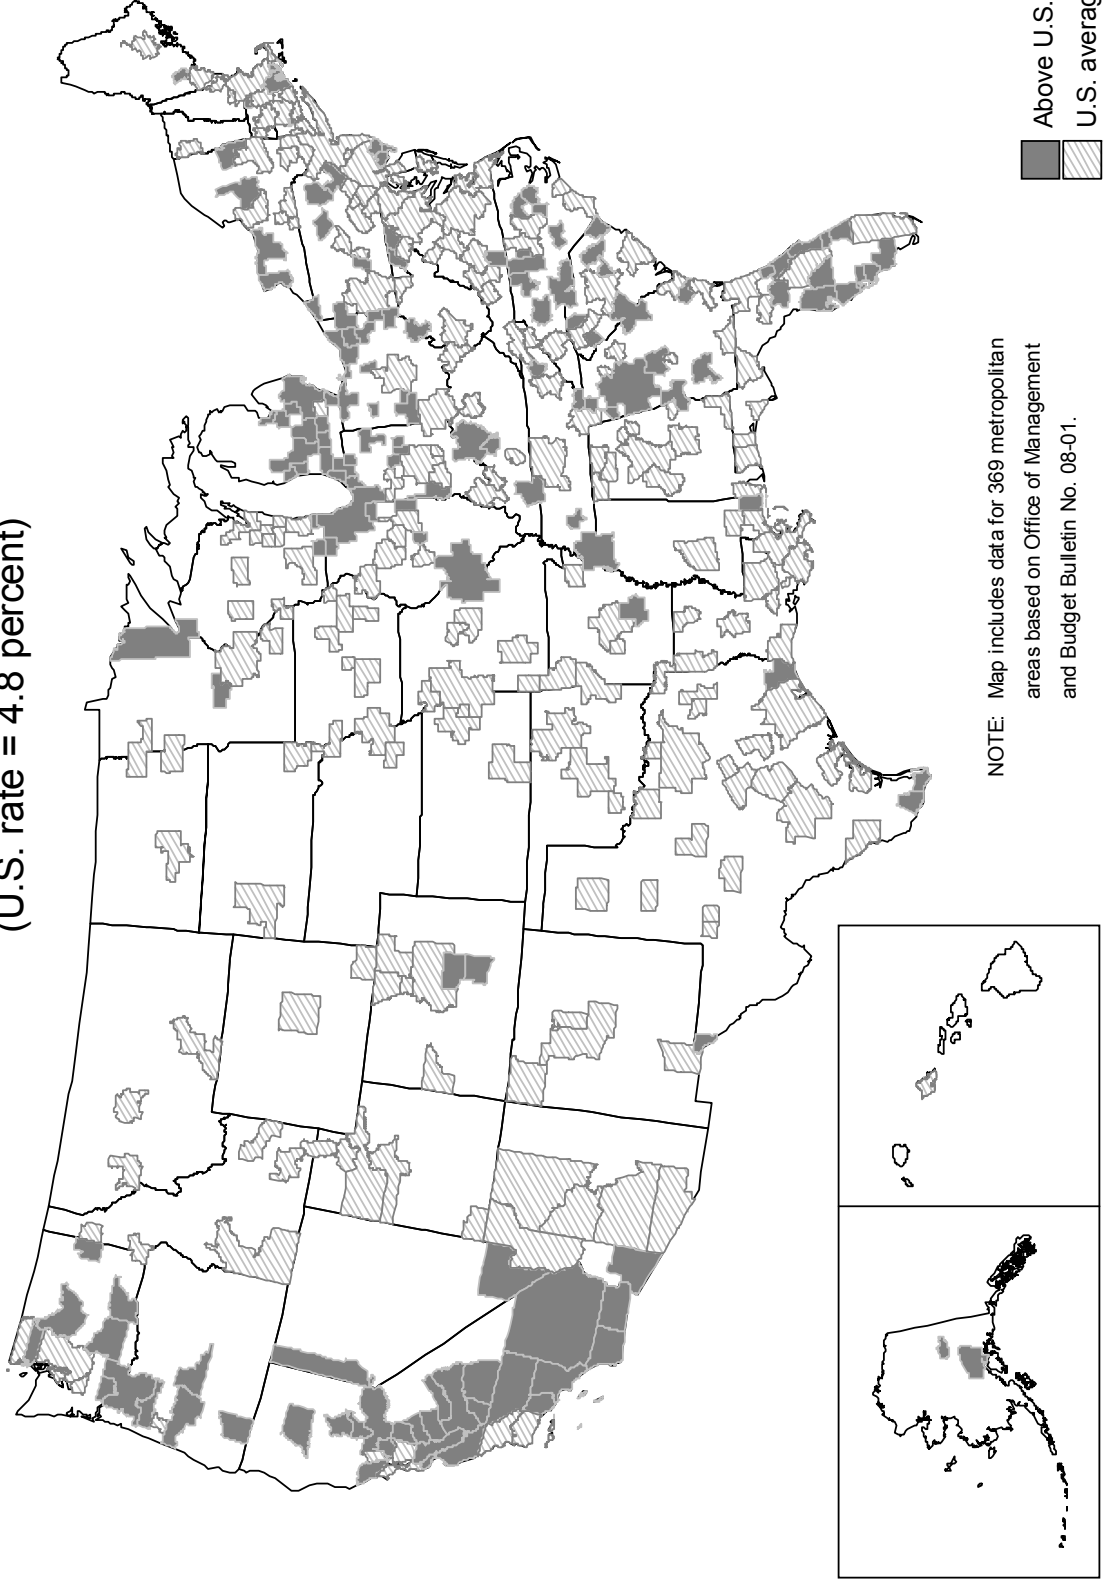 (U.S. rate = 4.8 percent)
Above U.S.
U.S. averag
NOTE: Map includes data for 369 metropolitan
areas based on Office of Management
and Budget Bulletin No. 08-01.